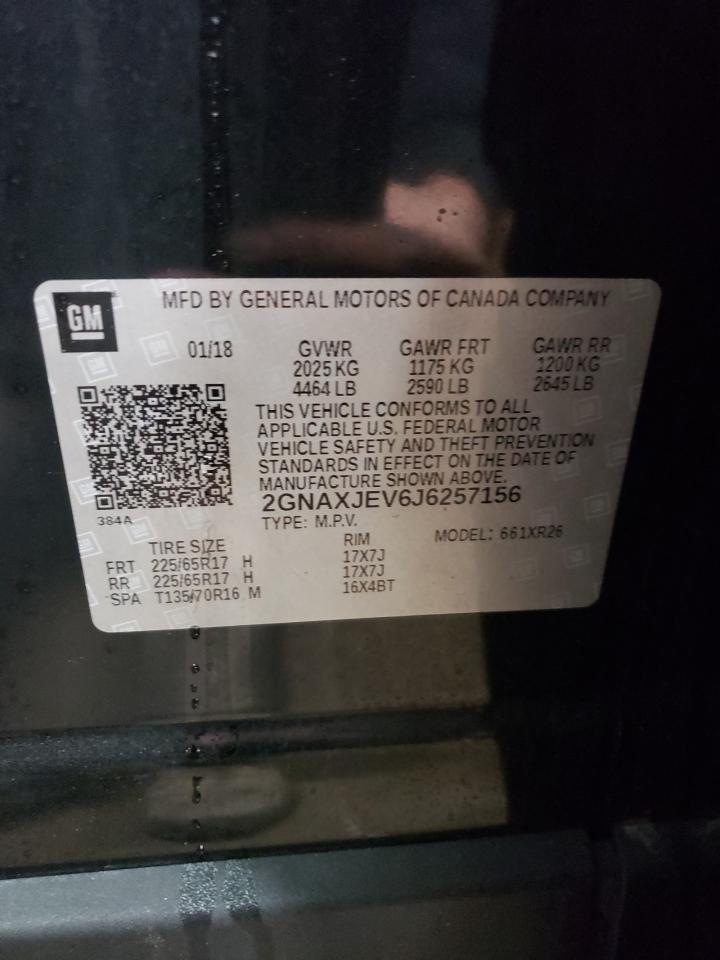 GM
MFD BY GENERAL MOTORS OF CANADA COMPANY
01/18 GVWR GAWR FRT GAWR RR
2025 KG 1175 KG 1200 KG
4464 LB 2590 LB 2645 LB
THIS VEHICLE CONFORMS TO ALL
APPLICABLE U.S. FEDERAL MOTOR
VEHICLE SAFETY AND THEFT PREVENTION
STANDARDS IN EFFECT ON THE DATE OF
MANUFACTURE SHOWN ABOVE.
2GNAXJEV6J6257156
384A
TYPE: M.P.V.
MODEL: 661XR26
TIRE SIZE RIM
FRT 225/65R17 H 17X7J
RR 225/65R17 H 17X7J
SPA T135/70R16 M 16X4BT